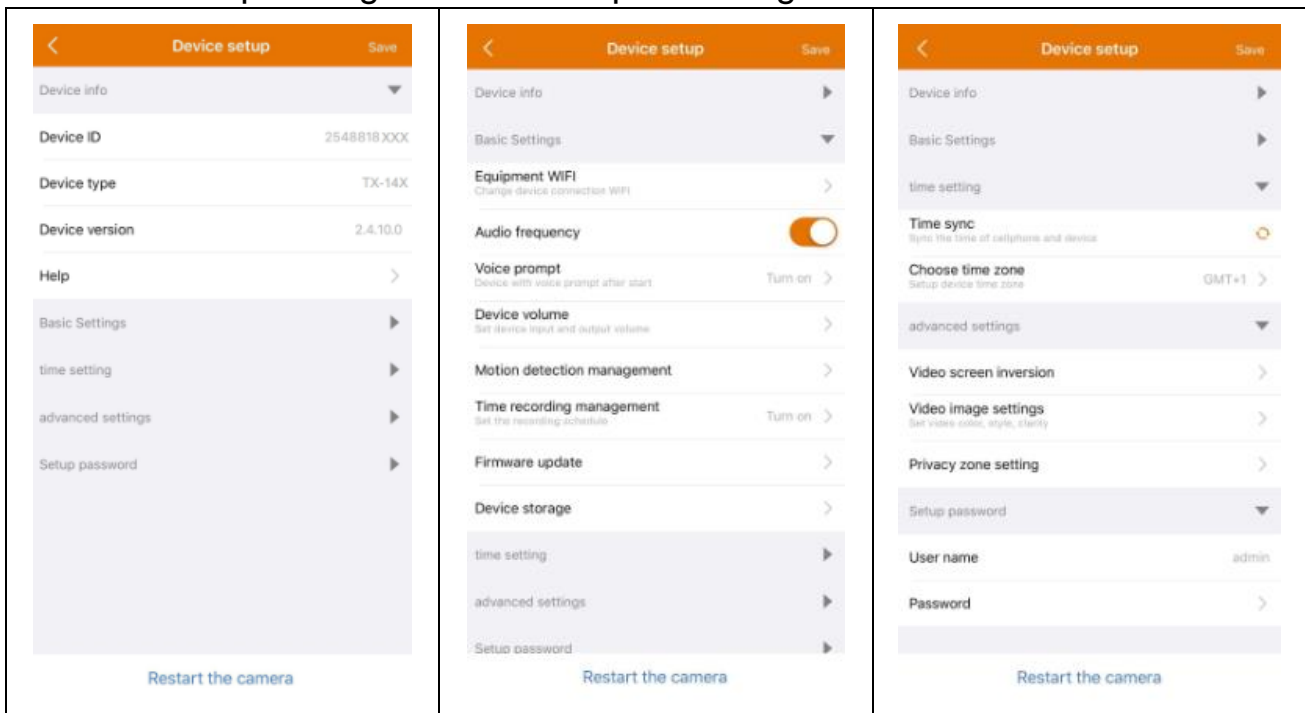 Device setup Save
Device info
Device ID 2548818XXX
Device type TX-14X
Device version 2.4.10.0
Help
Basic Settings
time setting
advanced settings
Setup password
Restart the camera
Device setup Save
Device info
Basic Settings
Equipment WIFI
Change device connection WIFI
Audio frequency
Voice prompt
Device with voice prompt after start
Turn on
Device volume
Set device input and output volume
Motion detection management
Time recording management
Set the recording schedule
Turn on
Firmware update
Device storage
time setting
advanced settings
Setup password
Restart the camera
Device setup Save
Device info
Basic Settings
time setting
Time sync
Sync the time of cellphone and device
Choose time zone
Setup device time zone
GMT+1
advanced settings
Video screen inversion
Video image settings
Set video color, style, clarity
Privacy zone setting
Setup password
User name admin
Password
Restart the camera